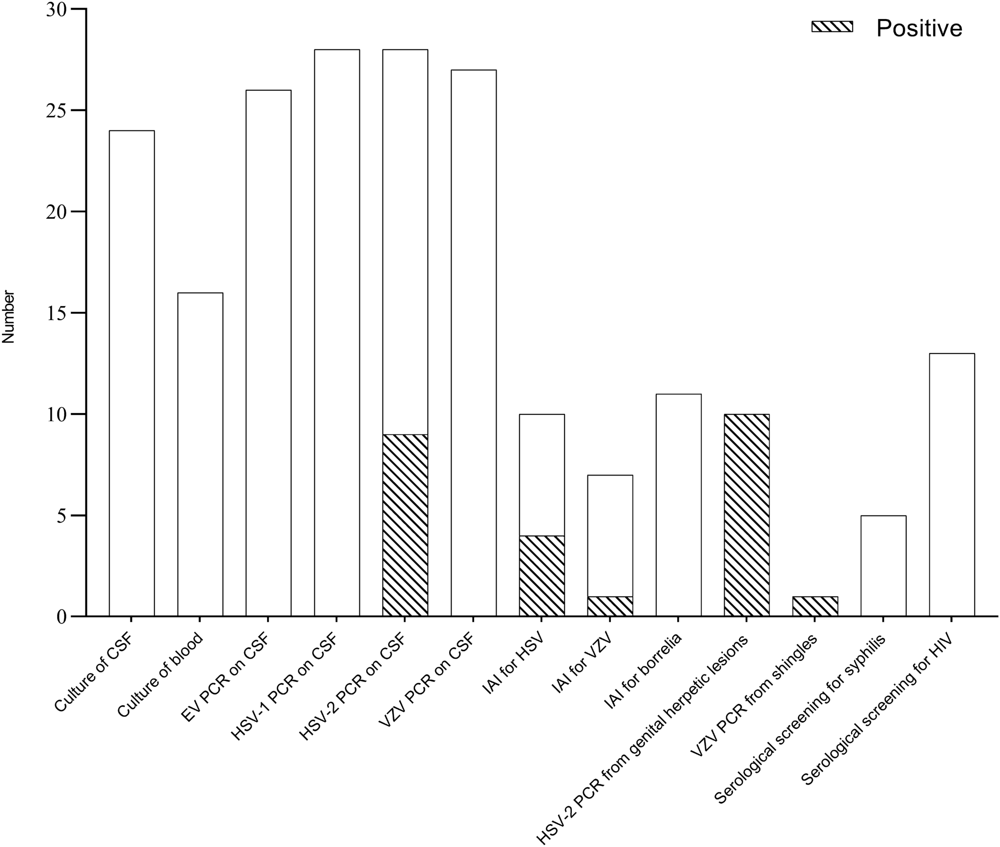 Positive
Number
30
25
20
15
10
5
0
Culture of CSF
Culture of blood
EV PCR on CSF
HSV-1 PCR on CSF
HSV-2 PCR on CSF
VZV PCR on CSF
IAI for HSV
IAI for VZV
IAI for borrelia
HSV-2 PCR from genital herpetic lesions
VZV PCR from shingles
Serological screening for syphilis
Serological screening for HIV